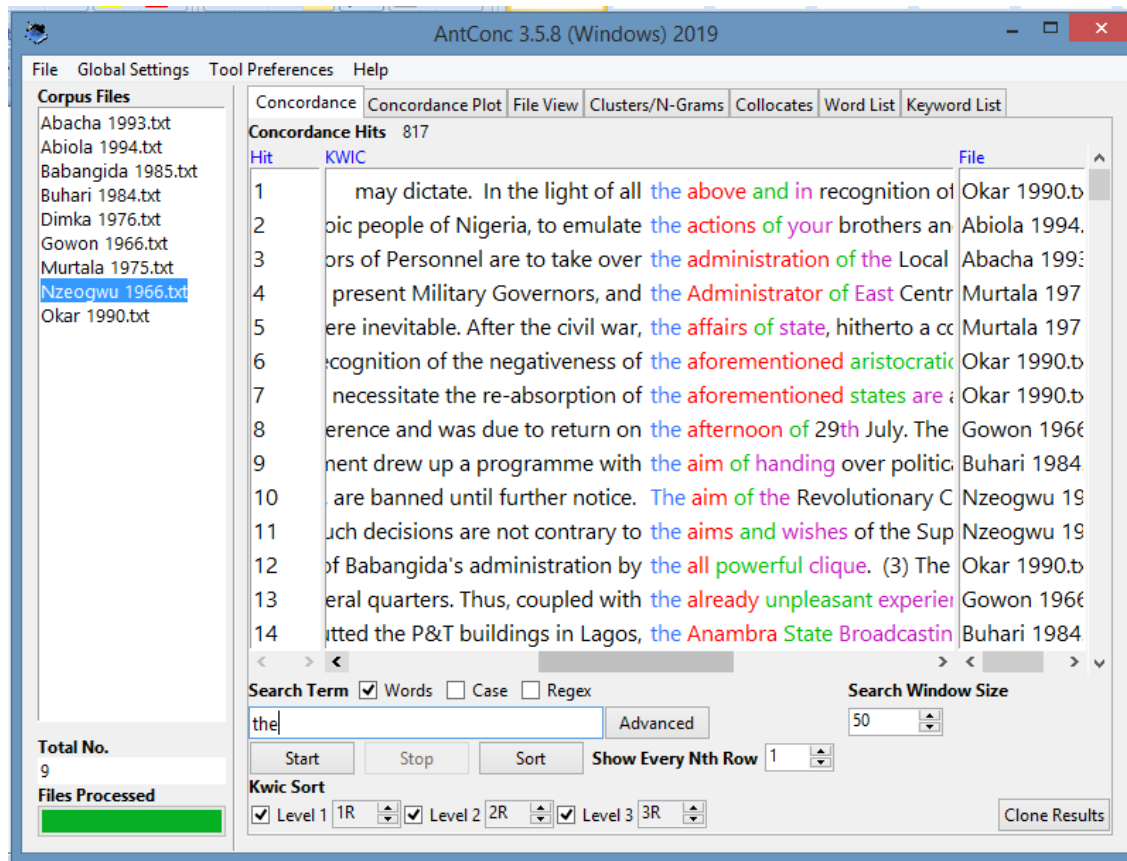 AntConc 3.5.8 (Windows) 2019
File Global Settings Tool Preferences Help
Corpus Files
Abacha 1993.txt
Abiola 1994.txt
Babangida 1985.txt
Buhari 1984.txt
Dimka 1976.txt
Gowon 1966.txt
Murtala 1975.txt
Nzeogwu 1966.txt
Okar 1990.txt
Total No.
9
Files Processed
Concordance Concordance Plot File View Clusters/N-Grams Collocates Word List Keyword List
Concordance Hits 817
Hit KWIC File
1 may dictate. In the light of all the above and in recognition of Okar 1990.tx
2 pic people of Nigeria, to emulate the actions of your brothers an Abiola 1994.
3 ors of Personnel are to take over the administration of the Local Abacha 1993
4 present Military Governors, and the Administrator of East Centr Murtala 197
5 ere inevitable. After the civil war, the affairs of state, hitherto a co Murtala 197
6 ecognition of the negativeness of the aforementioned aristocratic Okar 1990.tx
7 necessitate the re-absorption of the aforementioned states are a Okar 1990.tx
8 erence and was due to return on the afternoon of 29th July. The Gowon 1966
9 ment drew up a programme with the aim of handing over politica Buhari 1984
10 are banned until further notice. The aim of the Revolutionary C Nzeogwu 19
11 uch decisions are not contrary to the aims and wishes of the Sup Nzeogwu 19
12 of Babangida's administration by the all powerful clique. (3) The Okar 1990.tx
13 eral quarters. Thus, coupled with the already unpleasant experien Gowon 1966
14 utted the P&T buildings in Lagos, the Anambra State Broadcastin Buhari 1984
Search Term Words Case Regex Search Window Size
the Advanced 50
Start Stop Sort Show Every Nth Row 1
Kwic Sort
Level 1 1R Level 2 2R Level 3 3R Clone Results